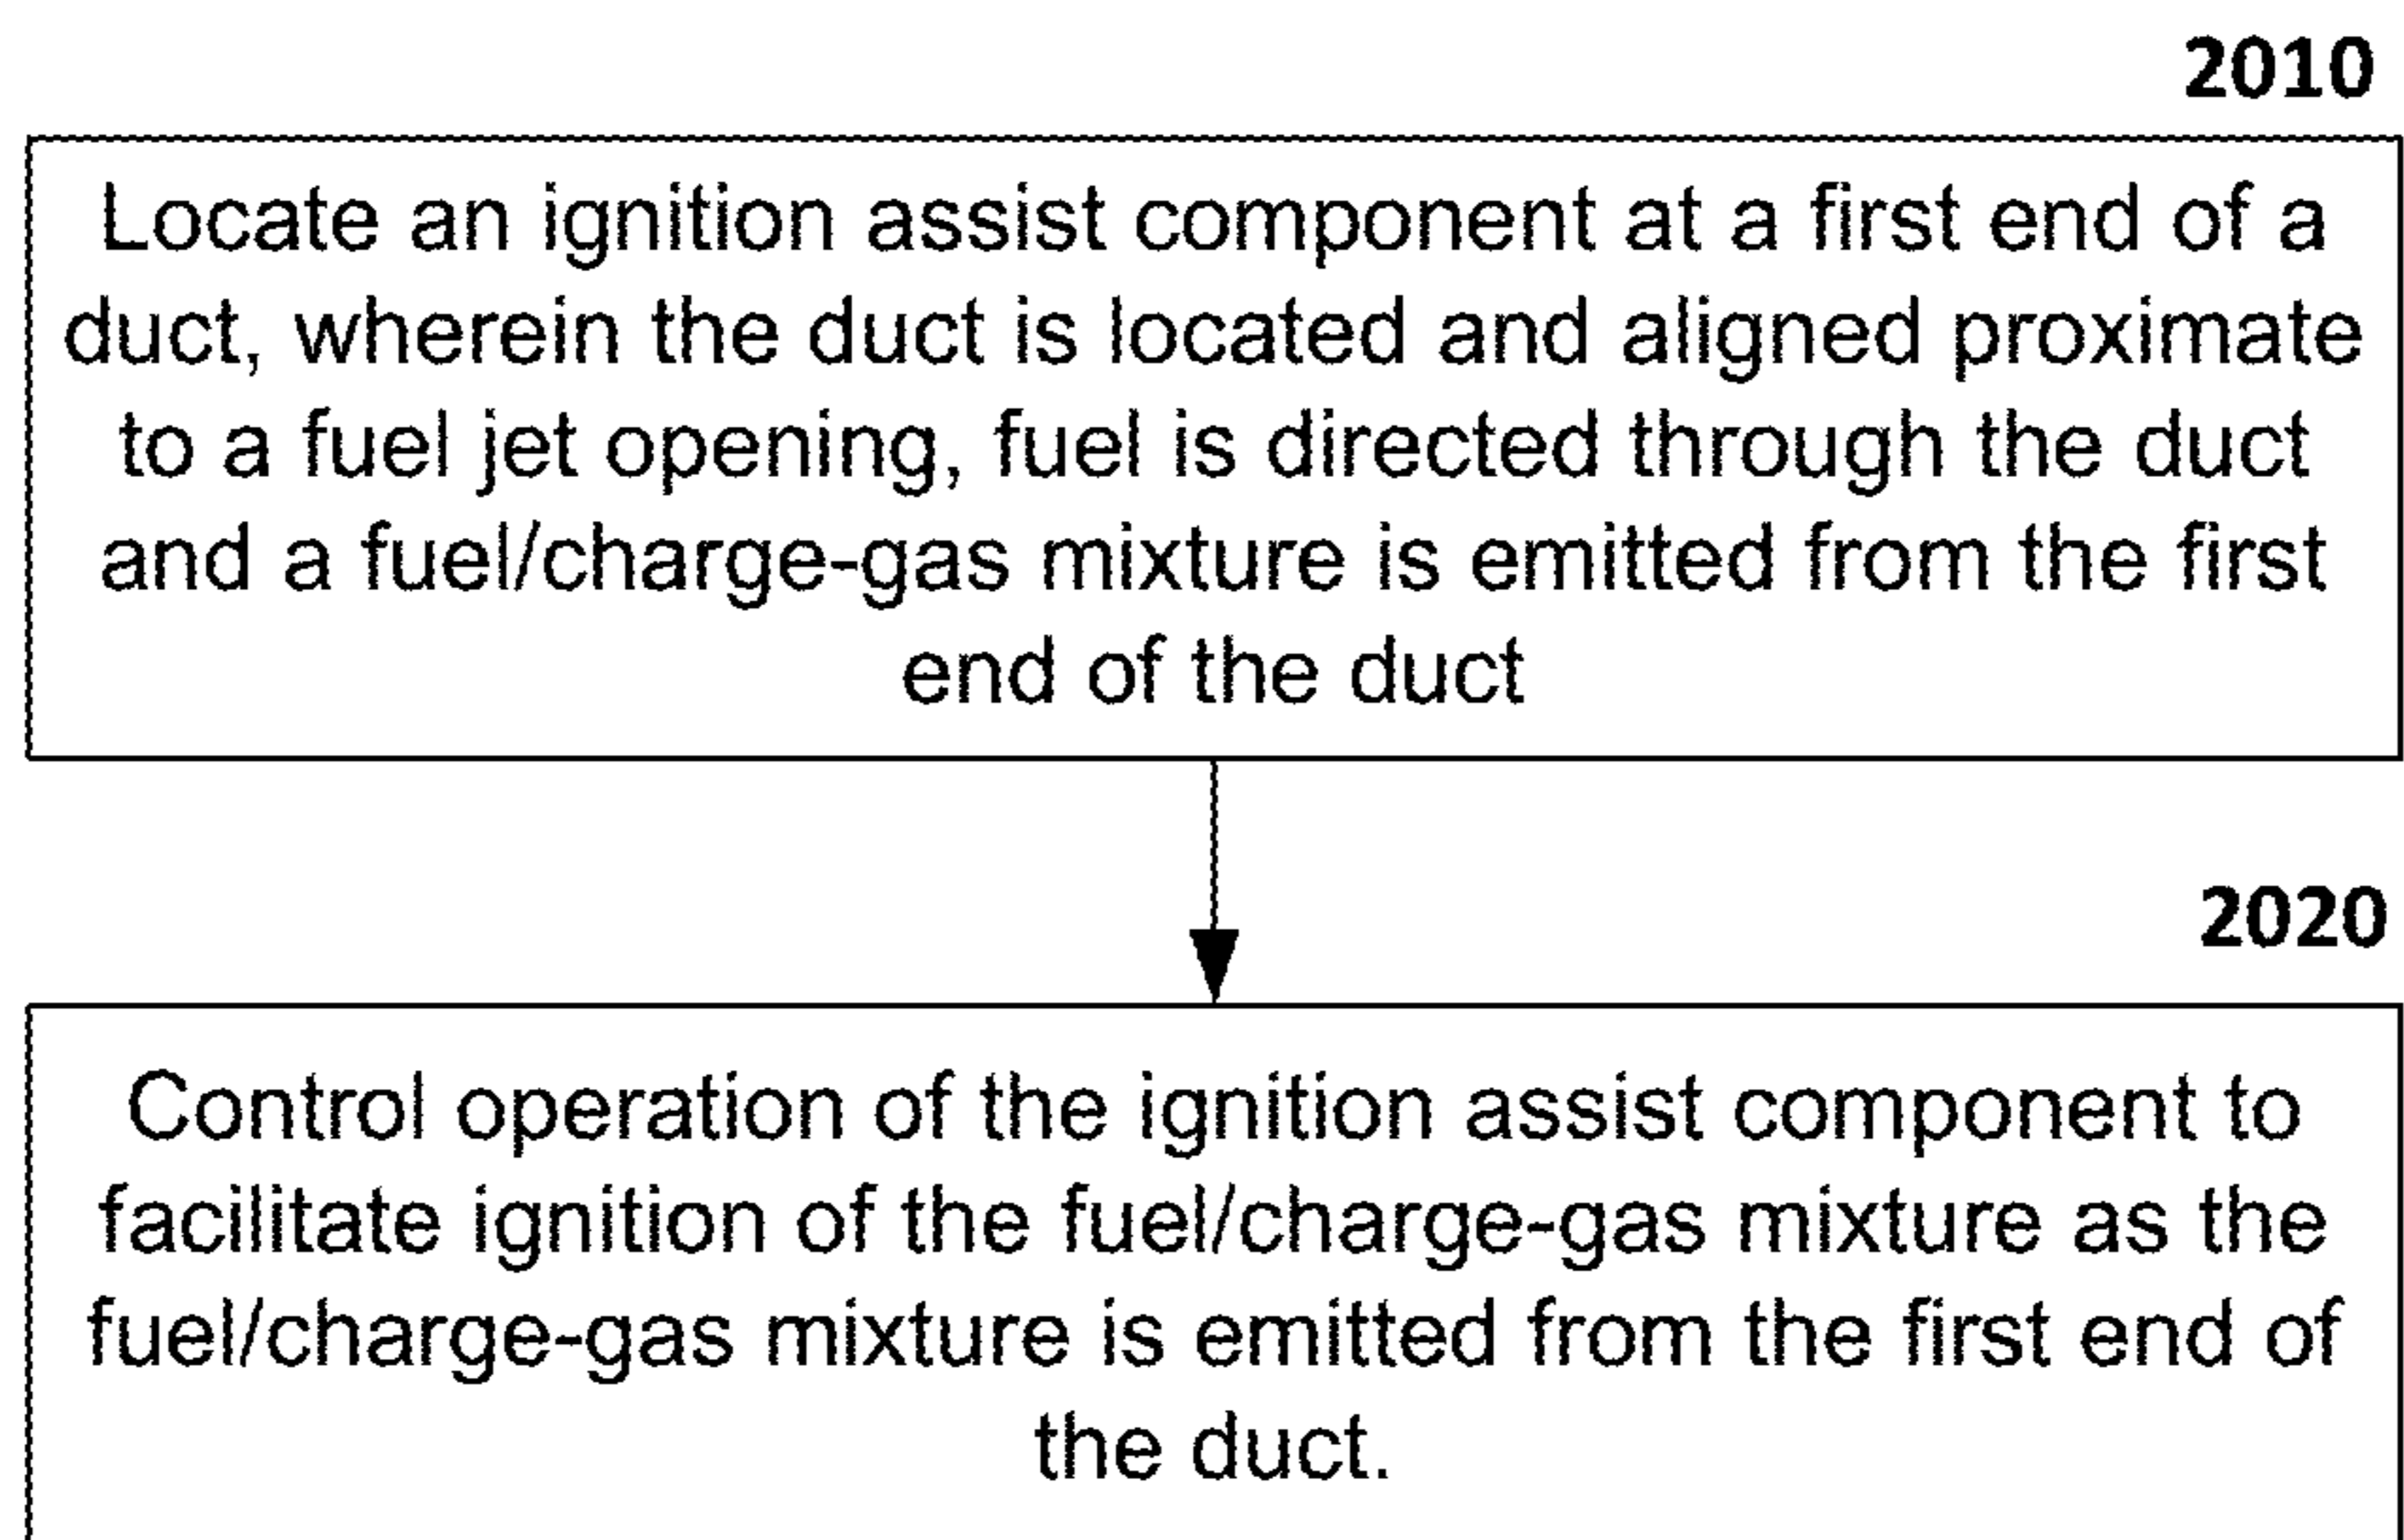 2010
Locate an ignition assist component at a first end of a
duct, wherein the duct is located and aligned proximate
to a fuel jet opening, fuel is directed through the duct
and a fuel/charge-gas mixture is emitted from the first
end of the duct
2020
Control operation of the ignition assist component to
facilitate ignition of the fuel/charge-gas mixture as the
fuel/charge-gas mixture is emitted from the first end of
the duct.